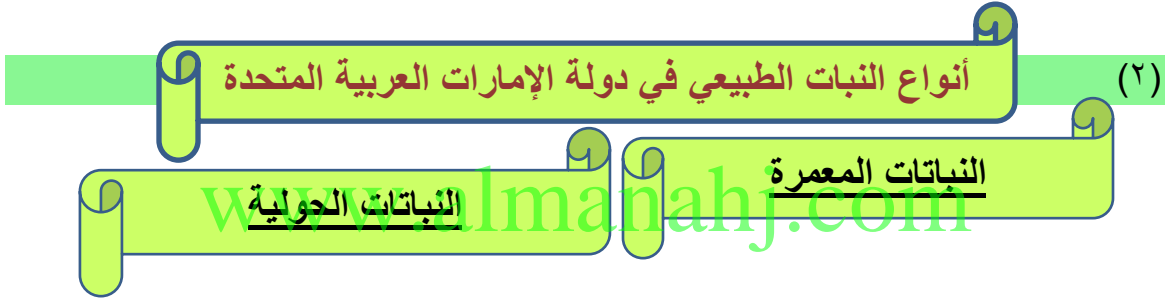 (٢)
أنواع النبات الطبيعي في دولة الإمارات العربية المتحدة
النباتات المعمرة
النباتات الحولية
www.almanahj.com